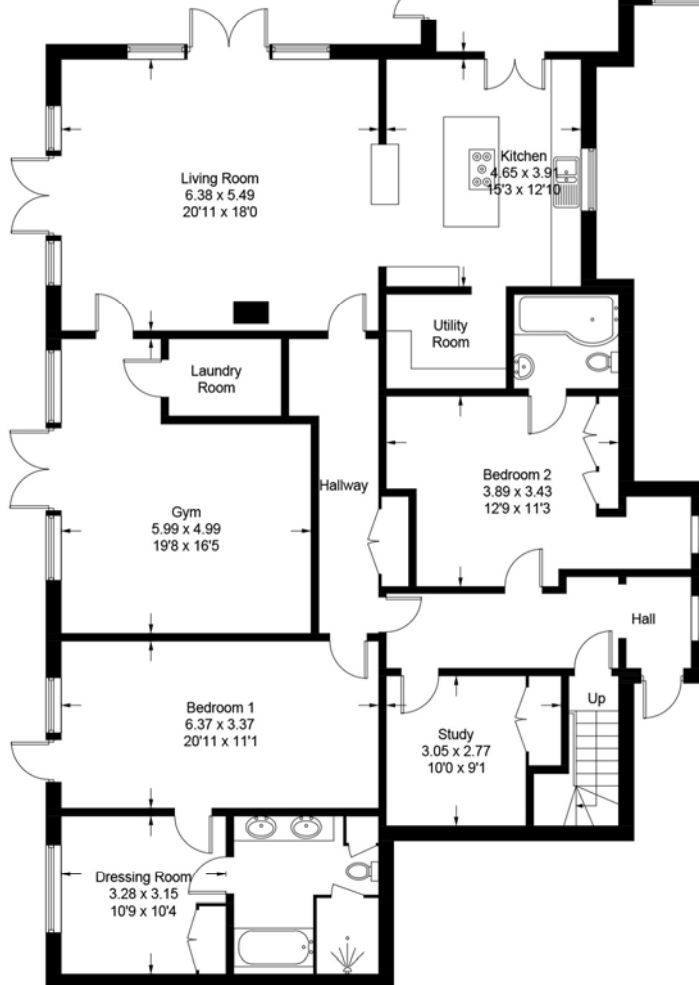 Kitchen
4.65 x 3.91
15'3 x 12'10
Living Room
6.38 x 5.49
20'11 x 18'0
Utility
Room
Laundry
Room
Bedroom 2
3.89 x 3.43
12'9 x 11'3
Hallway
Gym
5.99 x 4.99
19'8 x 16'5
Hall
Up
Bedroom 1
6.37 x 3.37
20'11 x 11'1
Study
3.05 x 2.77
10'0 x 9'1
Dressing Room
3.28 x 3.15
10'9 x 10'4